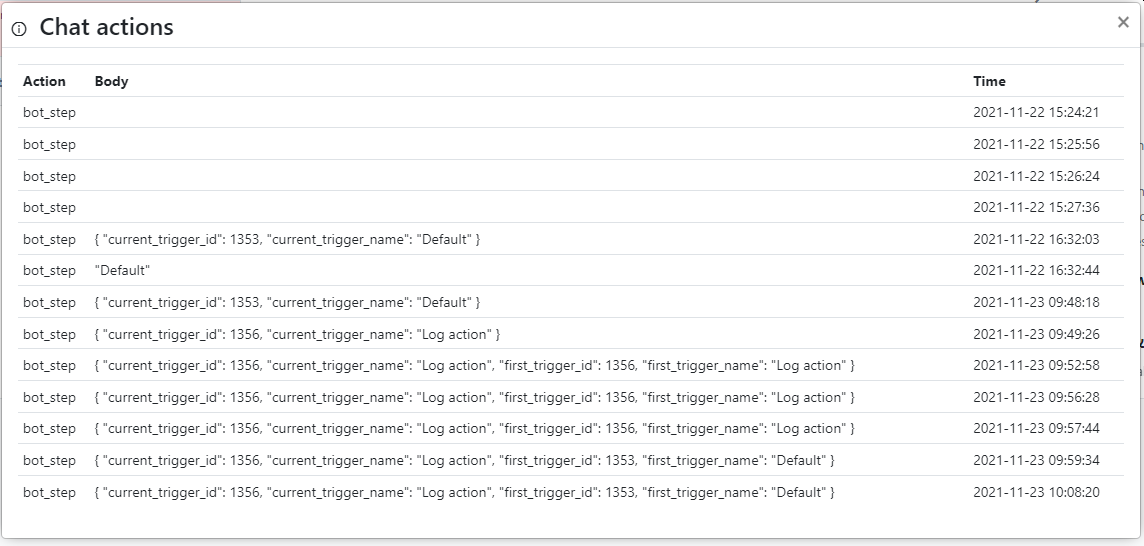 Chat actions ×
Action Body Time
bot_step 2021-11-22 15:24:21
bot_step 2021-11-22 15:25:56
bot_step 2021-11-22 15:26:24
bot_step 2021-11-22 15:27:36
bot_step { "current_trigger_id": 1353, "current_trigger_name": "Default" } 2021-11-22 16:32:03
bot_step "Default" 2021-11-22 16:32:44
bot_step { "current_trigger_id": 1353, "current_trigger_name": "Default" } 2021-11-23 09:48:18
bot_step { "current_trigger_id": 1356, "current_trigger_name": "Log action" } 2021-11-23 09:49:26
bot_step { "current_trigger_id": 1356, "current_trigger_name": "Log action", "first_trigger_id": 1356, "first_trigger_name": "Log action" } 2021-11-23 09:52:58
bot_step { "current_trigger_id": 1356, "current_trigger_name": "Log action", "first_trigger_id": 1356, "first_trigger_name": "Log action" } 2021-11-23 09:56:28
bot_step { "current_trigger_id": 1356, "current_trigger_name": "Log action", "first_trigger_id": 1356, "first_trigger_name": "Log action" } 2021-11-23 09:57:44
bot_step { "current_trigger_id": 1356, "current_trigger_name": "Log action", "first_trigger_id": 1353, "first_trigger_name": "Default" } 2021-11-23 09:59:34
bot_step { "current_trigger_id": 1356, "current_trigger_name": "Log action", "first_trigger_id": 1353, "first_trigger_name": "Default" } 2021-11-23 10:08:20